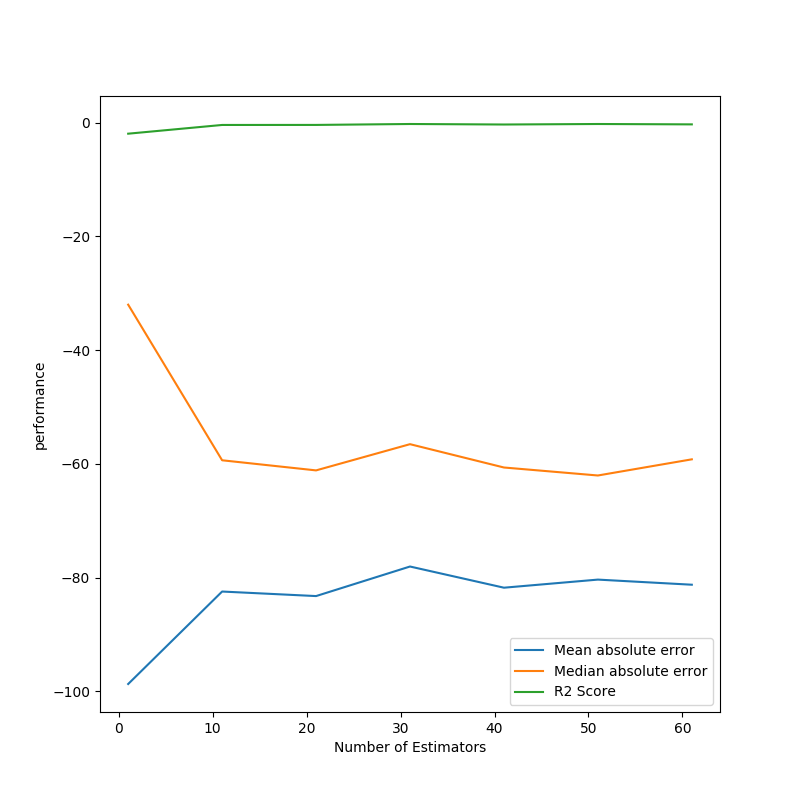 0
−20
−40
−60
−80
−100
performance
0 10 20 30 40 50 60
Number of Estimators
Mean absolute error
Median absolute error
R2 Score